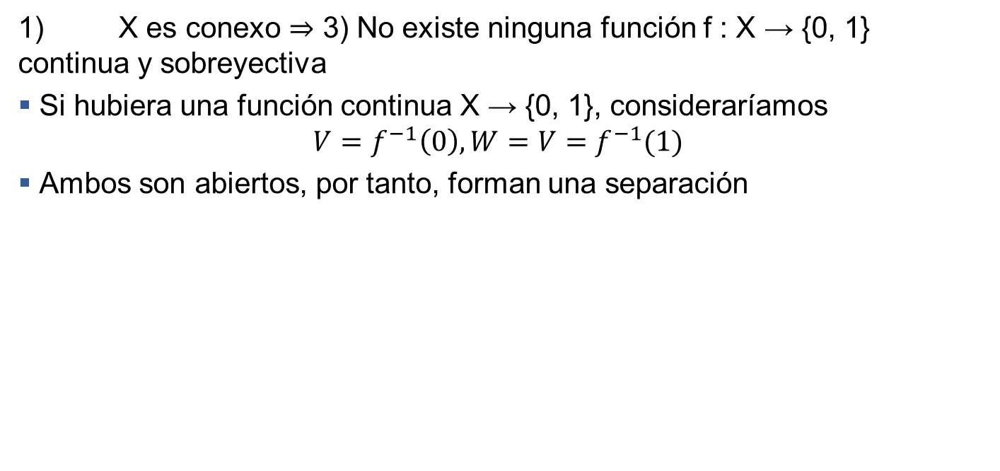 1) X es conexo ⇒ 3) No existe ninguna función f : X → {0, 1}
continua y sobreyectiva
▪ Si hubiera una función continua X → {0, 1}, consideraríamos
𝑉 = 𝑓⁻¹(0), 𝑊 = 𝑉 = 𝑓⁻¹(1)
▪ Ambos son abiertos, por tanto, forman una separación